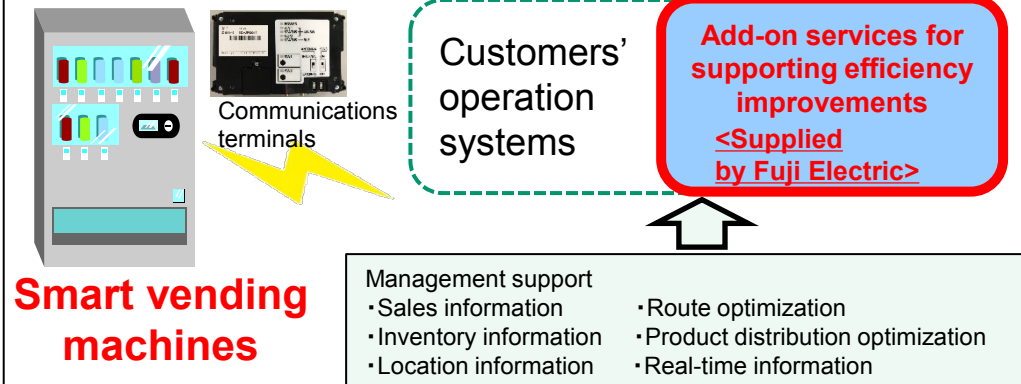 Communications
terminals
Customers’
operation
systems
Add-on services for
supporting efficiency
improvements
<Supplied
by Fuji Electric>
Smart vending
machines
Management support
・Sales information
・Inventory information
・Location information
・Route optimization
・Product distribution optimization
・Real-time information